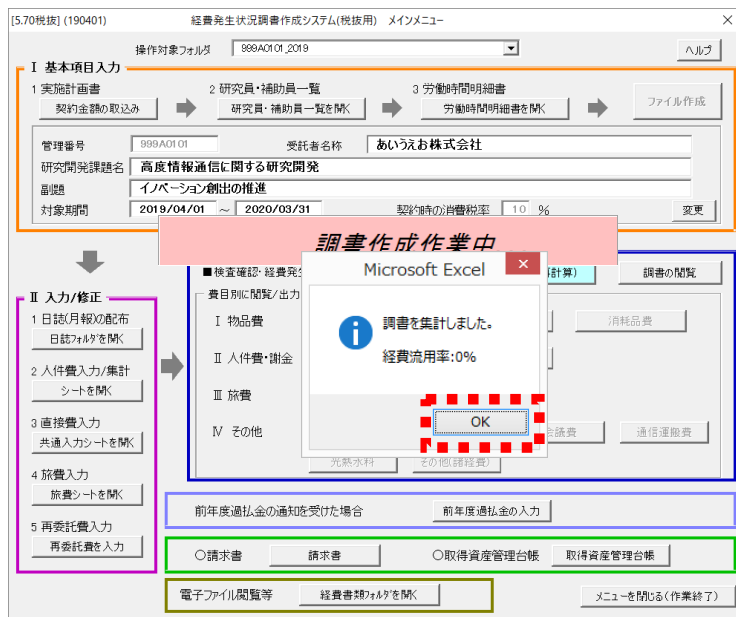 [5.70税抜] (190401) 経費発生状況調書作成システム(税抜用) メインメニュー
操作対象フォルダ 999A0101_2019 ヘルプ
Ⅰ 基本項目入力
1 実施計画書 2 研究員・補助員一覧 3 労働時間明細書
契約金額の取込み 研究員・補助員一覧を開く 労働時間明細書を開く ファイル作成
管理番号 999A0101 受託者名称 あいうえお株式会社
研究開発課題名 高度情報通信に関する研究開発
副題 イノベーション創出の推進
対象期間 2019/04/01 ~ 2020/03/31 契約時の消費税率 10 % 変更
調書作成作業中
■検査確認・経費発生 計算) 調書の閲覧
Microsoft Excel
調書を集計しました。
経費流用率:0%
OK
費目別に閲覧/出力
Ⅰ 物品費 消耗品費
Ⅱ 人件費・謝金
Ⅲ 旅費
Ⅳ その他 会議費 通信運搬費
光熱水料 その他(諸経費)
Ⅱ 入力/修正
1 日誌(月報)の配布
日誌フォルダを開く
2 人件費入力/集計
シートを開く
3 直接費入力
共通入力シートを開く
4 旅費入力
旅費シートを開く
5 再委託費入力
再委託費を入力
前年度過払金の通知を受けた場合 前年度過払金の入力
○請求書 請求書 ○取得資産管理台帳 取得資産管理台帳
電子ファイル閲覧等 経費書類フォルダを開く メニューを閉じる(作業終了)